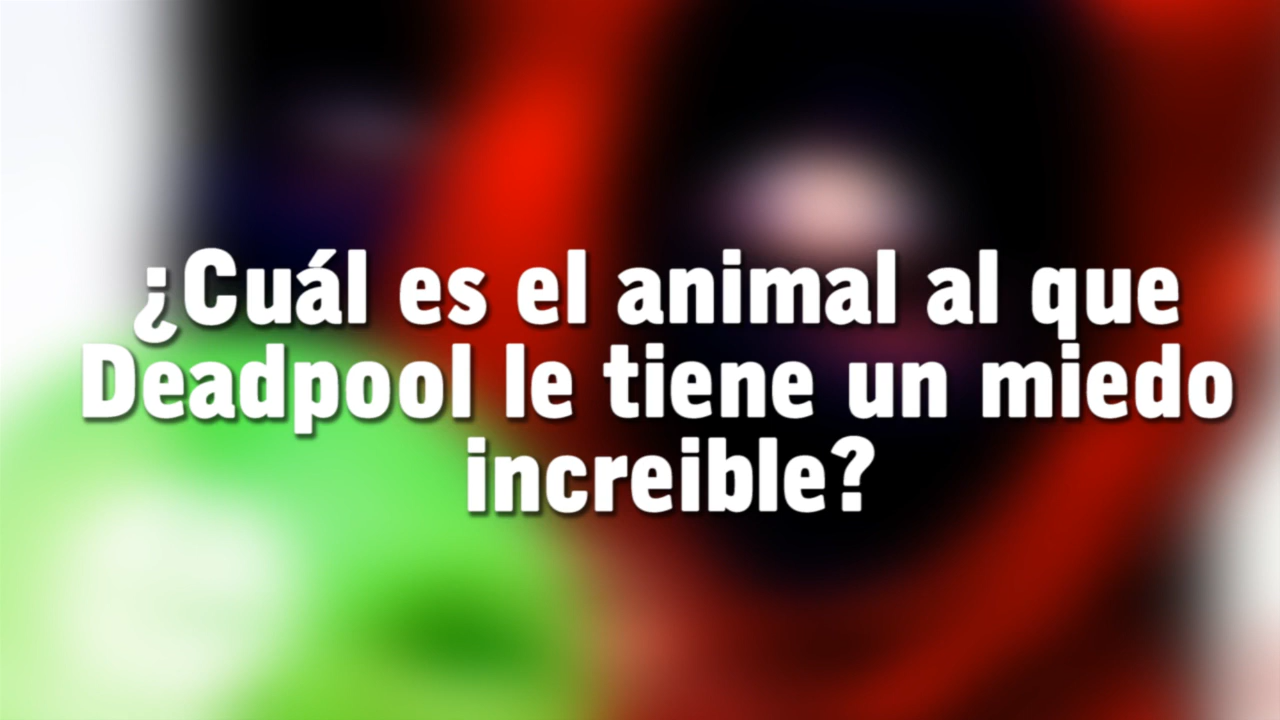 ¿Cuál es el animal al que
Deadpool le tiene un miedo
increible?